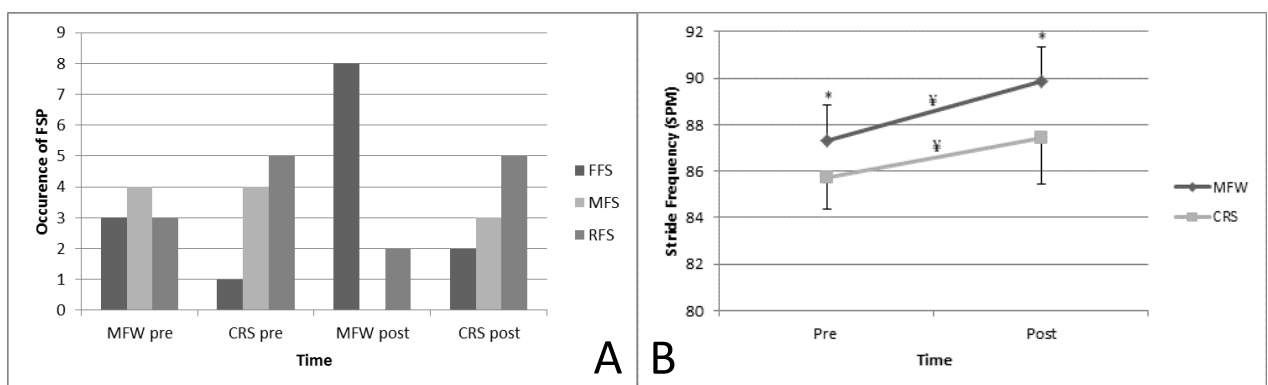 9
8
7
6
5
4
3
2
1
0
Occurence of FSP
MFW pre
CRS pre
MFW post
CRS post
Time
FFS
MFS
RFS
A
B
92
90
88
86
84
82
80
Stride Frequency (SPM)
*
*
¥
¥
Pre
Post
Time
MFW
CRS